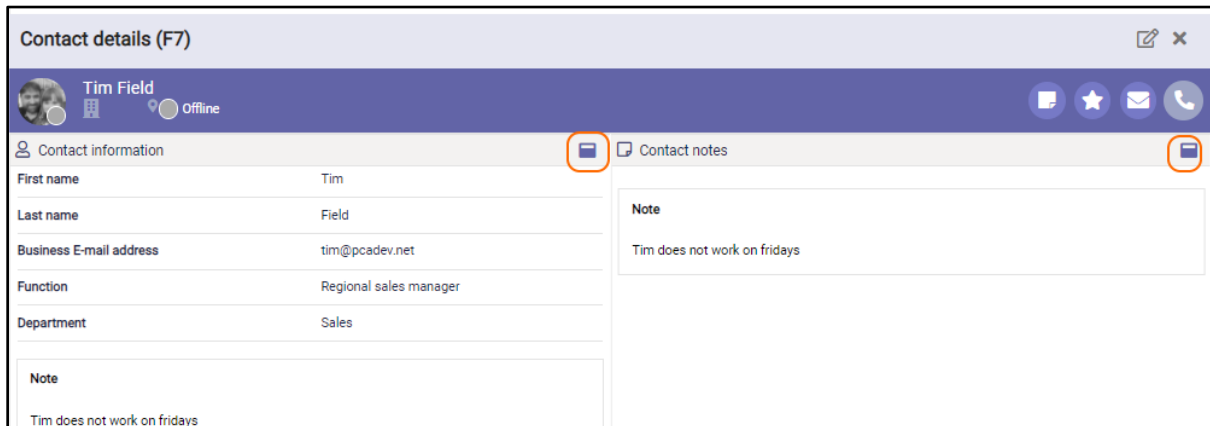 Contact details (F7)
Tim Field
Offline
Contact information
First name Tim
Last name Field
Business E-mail address tim@pcadev.net
Function Regional sales manager
Department Sales
Note
Tim does not work on fridays
Contact notes
Note
Tim does not work on fridays